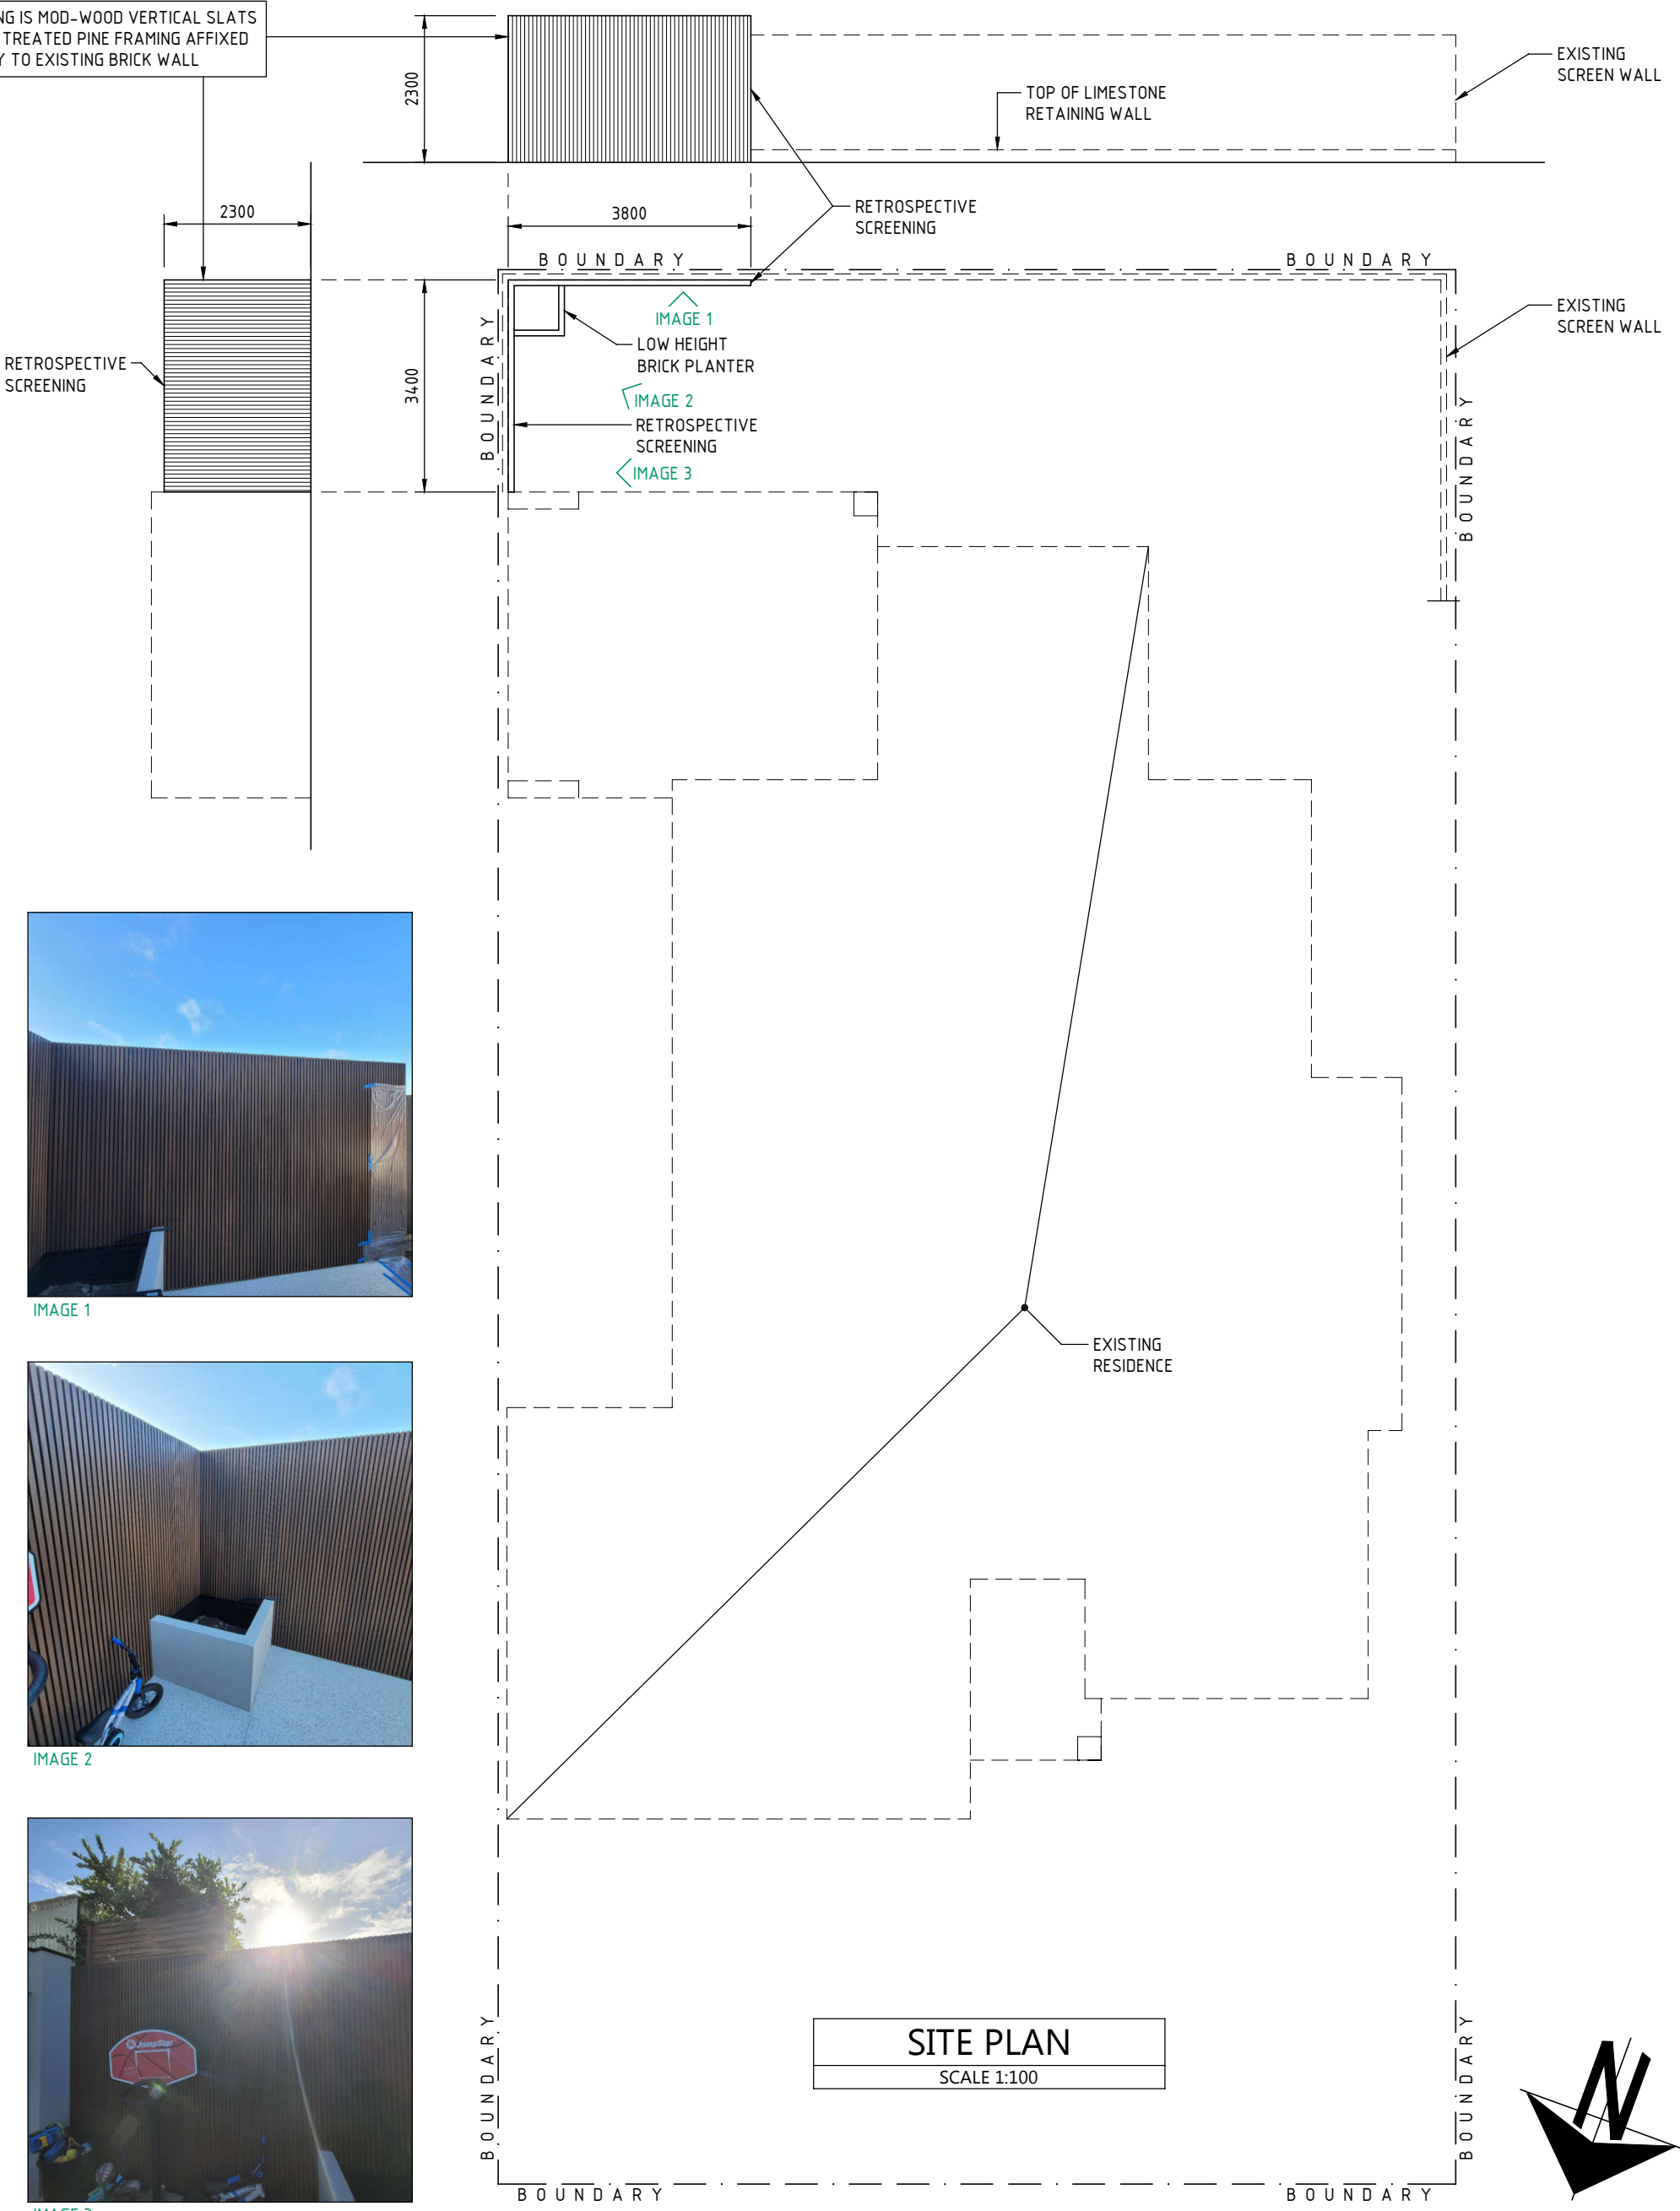 NG IS MOD-WOOD VERTICAL SLATS
TREATED PINE FRAMING AFFIXED
Y TO EXISTING BRICK WALL
2300
EXISTING
SCREEN WALL
TOP OF LIMESTONE
RETAINING WALL
2300
3800
RETROSPECTIVE
SCREENING
BOUNDARY
BOUNDARY
EXISTING
SCREEN WALL
BOUNDARY
IMAGE 1
LOW HEIGHT
BRICK PLANTER
RETROSPECTIVE
SCREENING
3400
IMAGE 2
RETROSPECTIVE
SCREENING
IMAGE 3
BOUNDARY
IMAGE 1
EXISTING
RESIDENCE
IMAGE 2
JumpStar
SITE PLAN
SCALE 1:100
BOUNDARY
BOUNDARY
N
BOUNDARY
BOUNDARY